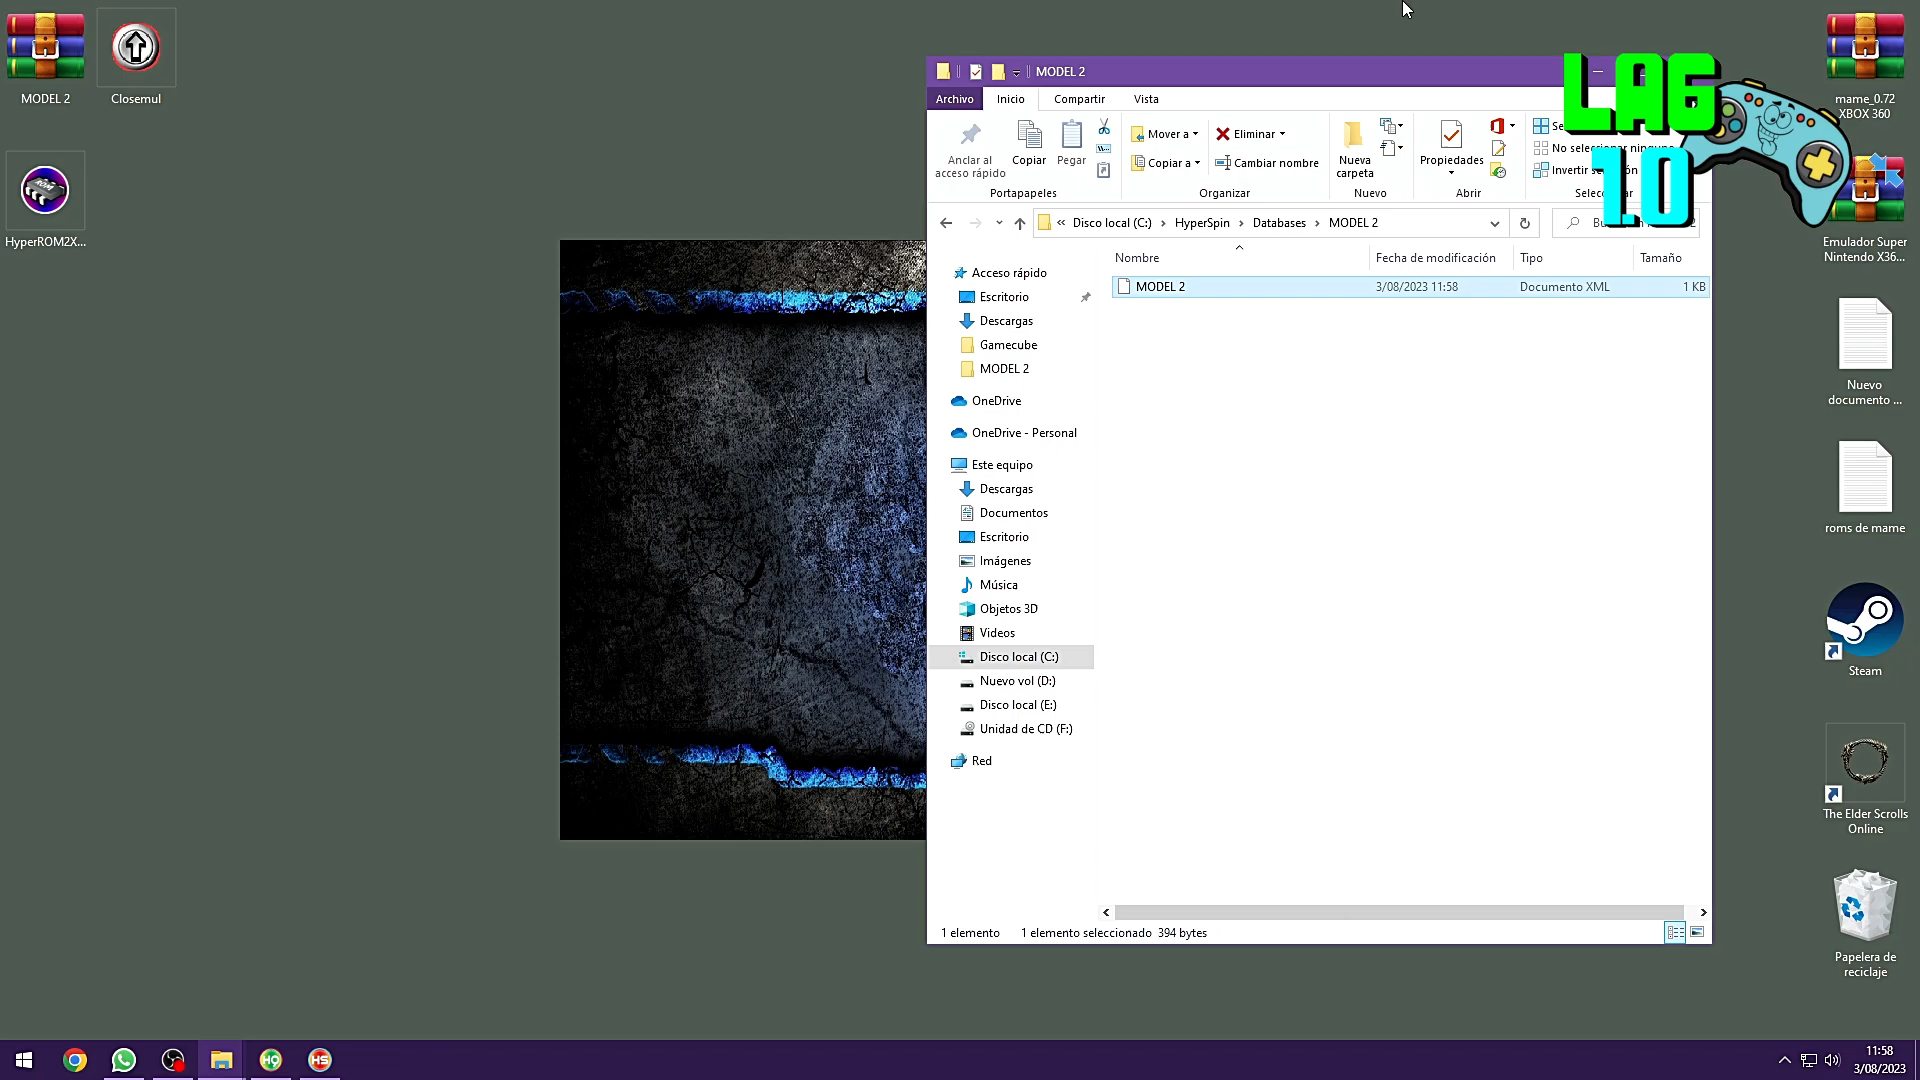 MODEL 2
Closemul
HyperROM2X...
MODEL 2
Archivo
Inicio
Compartir
Vista
Anclar al
acceso rápido
Copiar
Pegar
Portapapeles
Mover a
Copiar a
Eliminar
Cambiar nombre
Organizar
Nueva
carpeta
Nuevo
Propiedades
Abrir
No seleccionar ninguno
LAG
1.0
« Disco local (C:) › HyperSpin › Databases › MODEL 2
Nombre
Fecha de modificación
Tipo
Tamaño
MODEL 2
3/08/2023 11:58
Documento XML
1 KB
Acceso rápido
Escritorio
Descargas
Gamecube
MODEL 2
OneDrive
OneDrive - Personal
Este equipo
Descargas
Documentos
Escritorio
Imágenes
Música
Objetos 3D
Videos
Disco local (C:)
Nuevo vol (D:)
Disco local (E:)
Unidad de CD (F:)
Red
1 elemento
1 elemento seleccionado 394 bytes
mame_0.72
XBOX 360
Emulador Super
Nintendo X36...
Nuevo
documento ...
roms de mame
Steam
The Elder Scrolls
Online
Papelera de
reciclaje
11:58
3/08/2023